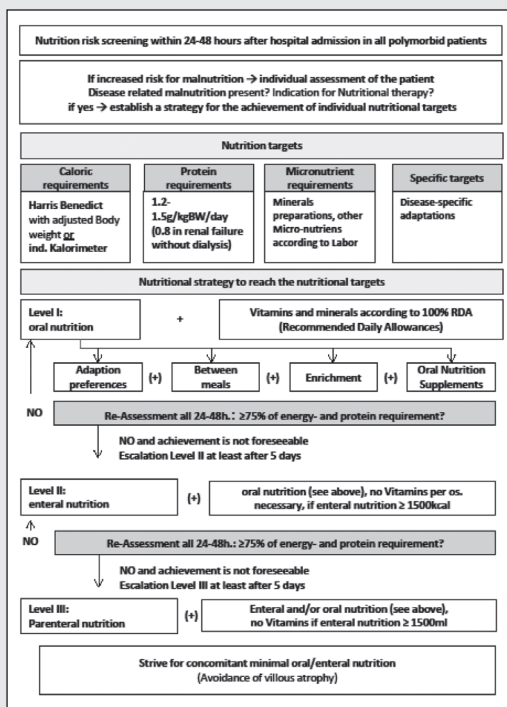 Nutrition risk screening within 24-48 hours after hospital admission in all polymorbid patients
If increased risk for malnutrition → individual assessment of the patient
Disease related malnutrition present? Indication for Nutritional therapy?
if yes → establish a strategy for the achievement of individual nutritional targets
Nutrition targets
Caloric
requirements
Harris Benedict
with adjusted Body
weight or
ind. Kalorimeter
Protein
requirements
1.2-
1.5g/kgBW/day
(0.8 in renal failure
without dialysis)
Micronutrient
requirements
Minerals
preparations, other
Micro-nutriens
according to Labor
Specific targets
Disease-specific
adaptations
Nutritional strategy to reach the nutritional targets
Level I:
oral nutrition
+
Vitamins and minerals according to 100% RDA
(Recommended Daily Allowances)
Adaption
preferences
(+)
Between
meals
(+)
Enrichment
(+)
Oral Nutrition
Supplements
NO
Re-Assessment all 24-48h.: ≥75% of energy- and protein requirement?
NO and achievement is not foreseeable
Escalation Level II at least after 5 days
Level II:
enteral nutrition
(+)
oral nutrition (see above), no Vitamins per os.
necessary, if enteral nutrition ≥ 1500kcal
NO
Re-Assessment all 24-48h.: ≥75% of energy- and protein requirement?
NO and achievement is not foreseeable
Escalation Level III at least after 5 days
Level III:
Parenteral nutrition
(+)
Enteral and/or oral nutrition (see above),
no Vitamins if enteral nutrition ≥ 1500ml
Strive for concomitant minimal oral/enteral nutrition
(Avoidance of villous atrophy)